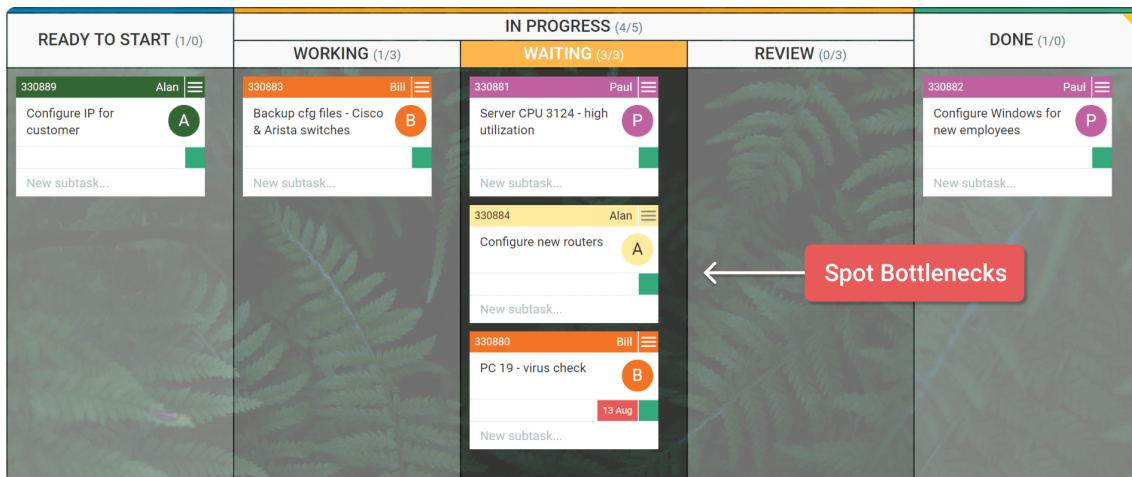 READY TO START (1/0)
IN PROGRESS (4/5)
DONE (1/0)
WORKING (1/3)
WAITING (3/3)
REVIEW (0/3)
330889 Alan
Configure IP for
customer
A
New subtask...
330883 Bill
Backup cfg files - Cisco
& Arista switches
B
New subtask...
330881 Paul
Server CPU 3124 - high
utilization
P
New subtask...
330884 Alan
Configure new routers
A
New subtask...
330880 Bill
PC 19 - virus check
B
13 Aug
New subtask...
Spot Bottlenecks
330882 Paul
Configure Windows for
new employees
P
New subtask...